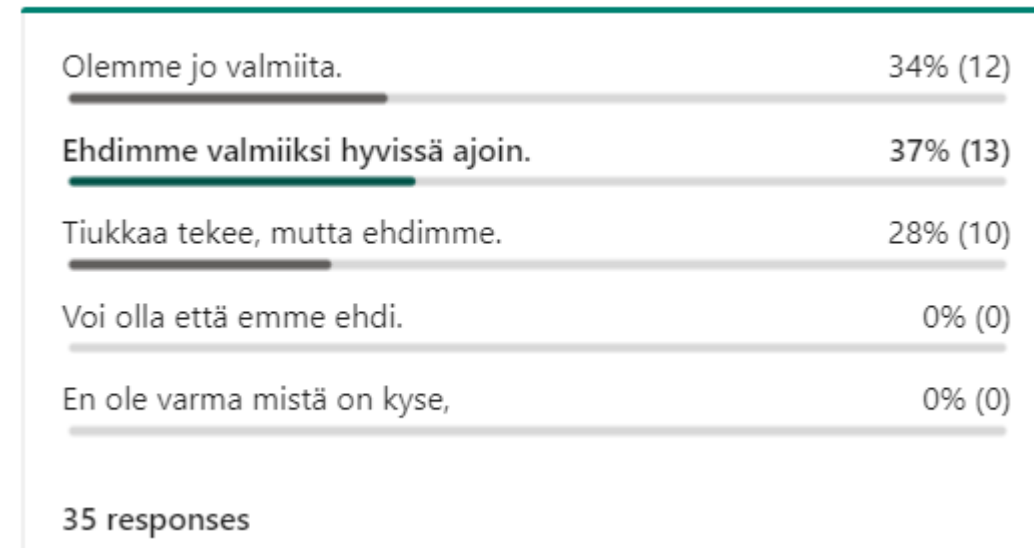 Olemme jo valmiita. 34% (12)
Ehdimme valmiiksi hyvissä ajoin. 37% (13)
Tiukkaa tekee, mutta ehdimme. 28% (10)
Voi olla että emme ehdi. 0% (0)
En ole varma mistä on kyse, 0% (0)
35 responses